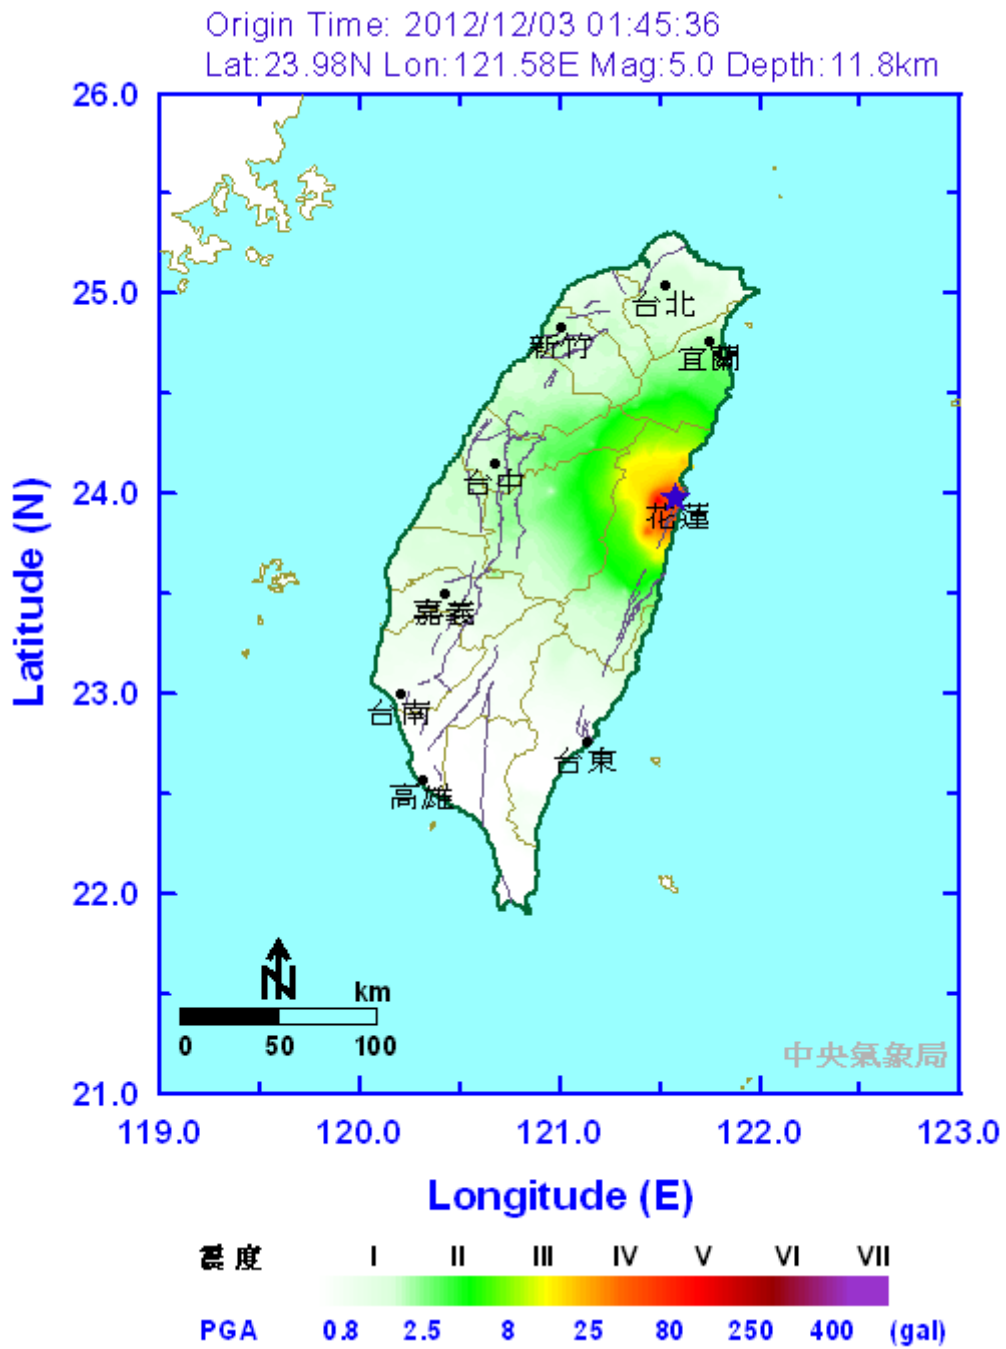 Origin Time: 2012/12/03 01:45:36
Lat:23.98N Lon:121.58E Mag:5.0 Depth:11.8km
26.0
25.0
24.0
23.0
22.0
21.0
Latitude (N)
台北
新竹
宜蘭
台中
花蓮
嘉義
台南
台東
高雄
N
km
0 50 100
中央氣象局
119.0 120.0 121.0 122.0 123.0
Longitude (E)
震度 I II III IV V VI VII
PGA 0.8 2.5 8 25 80 250 400 (gal)